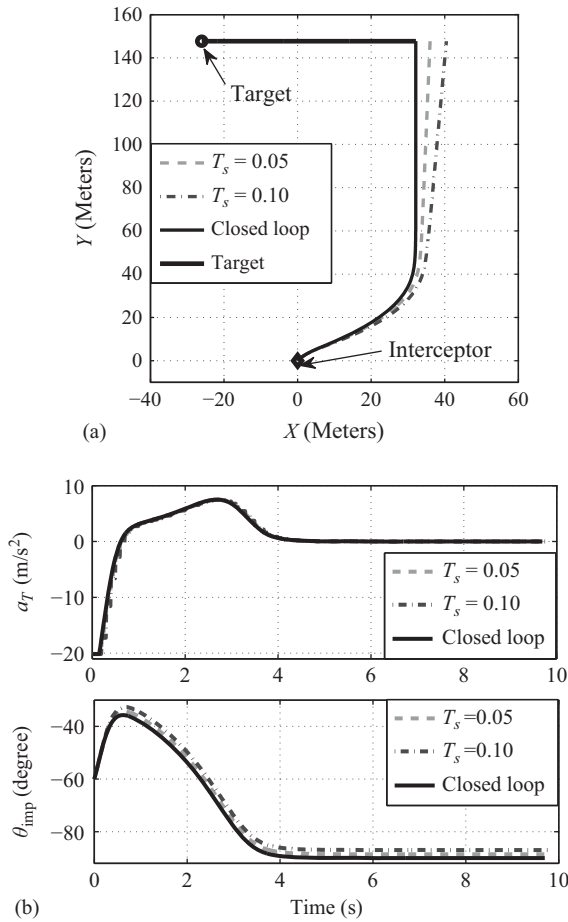 160
140
120
100
80
60
40
20
0
Y (Meters)
Target
T_s = 0.05
T_s = 0.10
Closed loop
Target
Interceptor
−40 −20 0 20 40 60
(a)
X (Meters)
10
0
−10
−20
a_T (m/s²)
T_s = 0.05
T_s = 0.10
Closed loop
0 2 4 6 8 10
−40
−60
−80
θ_imp (degree)
T_s = 0.05
T_s = 0.10
Closed loop
0 2 4 6 8 10
(b)
Time (s)